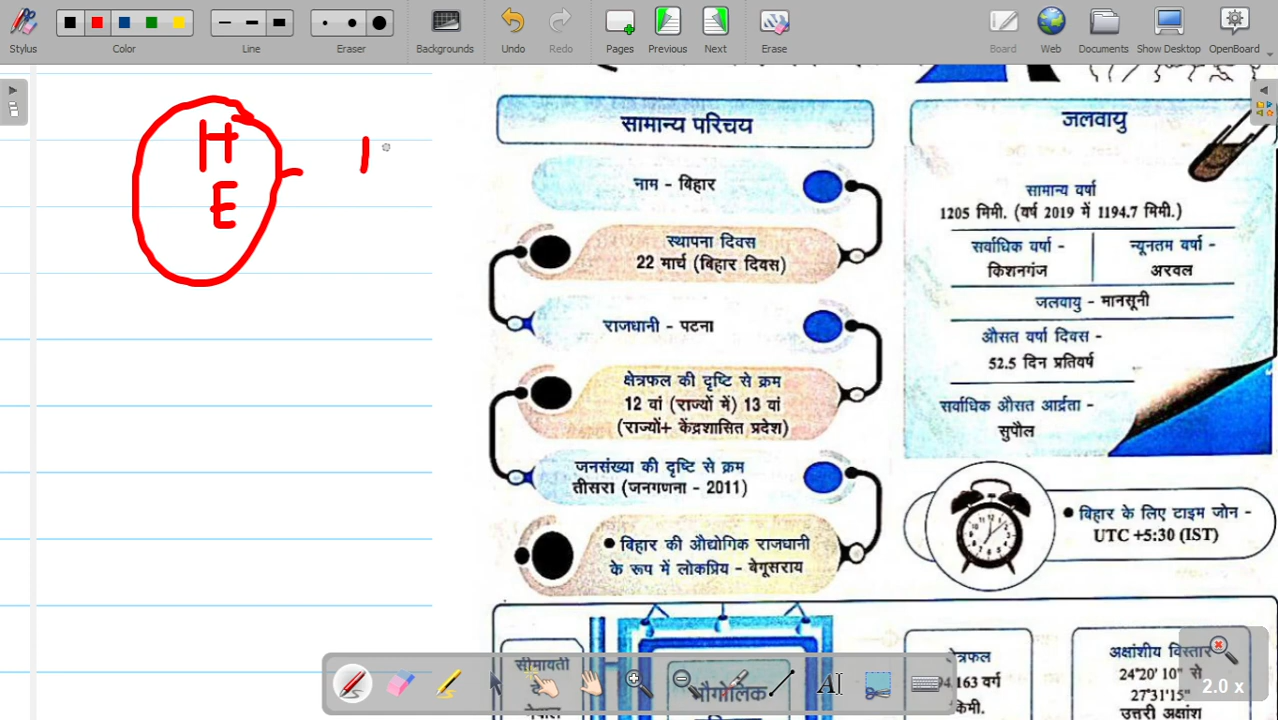 Stylus
Color
Line
Eraser
Backgrounds
Undo
Redo
Pages
Previous
Next
Erase
Board
Web
Documents
Show Desktop
OpenBoard
H
E
-
1
सामान्य परिचय
नाम - बिहार
स्थापना दिवस
22 मार्च (बिहार दिवस)
राजधानी - पटना
क्षेत्रफल की दृष्टि से क्रम
12 वां (राज्यों में) 13 वां
(राज्यों+ केंद्रशासित प्रदेश)
जनसंख्या की दृष्टि से क्रम
तीसरा (जनगणना - 2011)
● बिहार की औद्योगिक राजधानी
के रूप में लोकप्रिय - बेगूसराय
जलवायु
सामान्य वर्षा
1205 मिमी. (वर्ष 2019 में 1194.7 मिमी.)
सर्वाधिक वर्षा -
किशनगंज
न्यूनतम वर्षा -
अरवल
जलवायु - मानसूनी
औसत वर्षा दिवस -
52.5 दिन प्रतिवर्ष
सर्वाधिक औसत आर्द्रता -
सुपौल
● बिहार के लिए टाइम जोन -
UTC +5:30 (IST)
सीमावर्ती
नेपाल
भौगोलिक
163 वर्ग
किमी.
अक्षांशीय विस्तार
24°20' 10" से
27°31'15"
उत्तरी अक्षांश
2.0 x